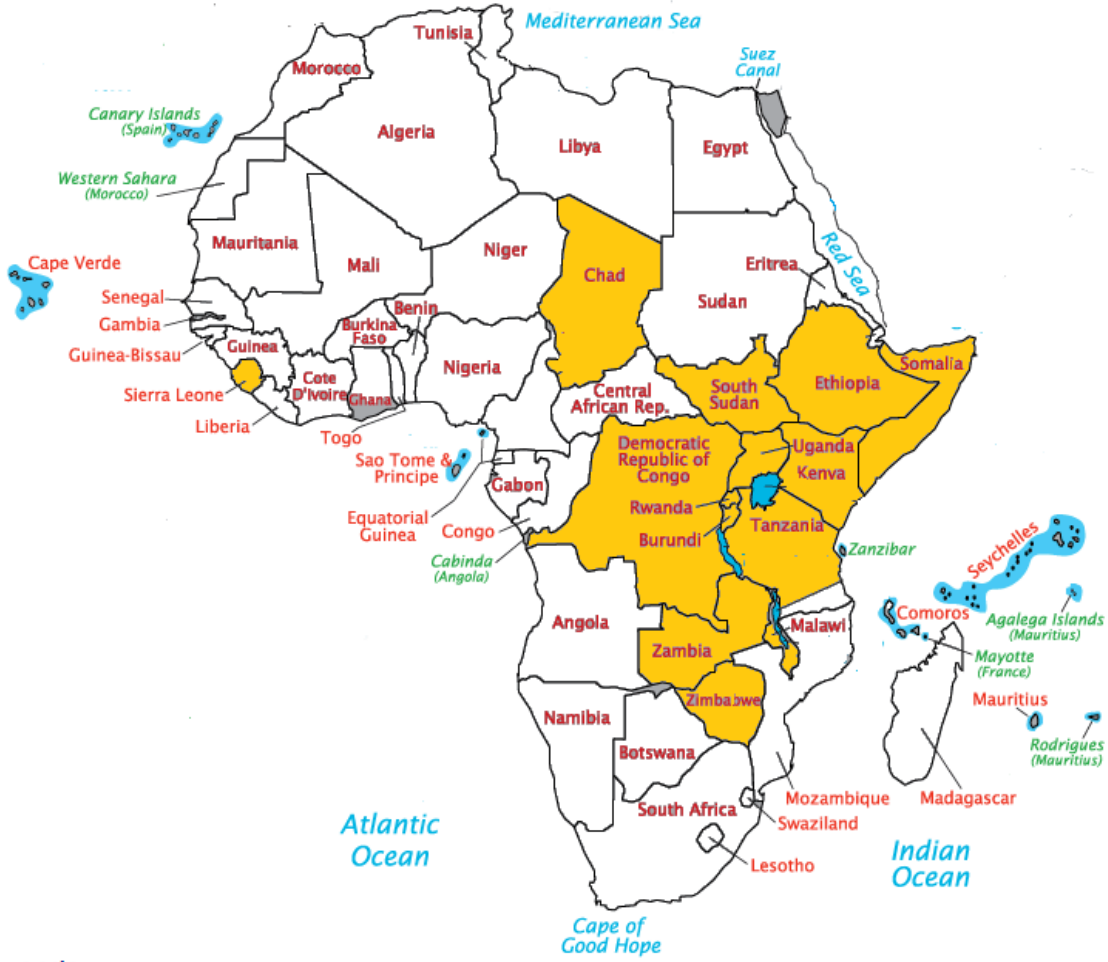 Mediterranean Sea
Tunisia
Morocco
Suez
Canal
Canary Islands
(Spain)
Algeria
Libya
Egypt
Western Sahara
(Morocco)
Mauritania
Mali
Niger
Chad
Sudan
Eritrea
Red Sea
Cape Verde
Senegal
Gambia
Guinea-Bissau
Guinea
Sierra Leone
Liberia
Cote
D'Ivoire
Burkina
Faso
Ghana
Benin
Togo
Nigeria
Central
African Rep.
South
Sudan
Ethiopia
Somalia
Sao Tome &
Principe
Equatorial
Guinea
Gabon
Congo
Cabinda
(Angola)
Democratic
Republic of
Congo
Uganda
Kenva
Rwanda
Burundi
Tanzania
Zanzibar
Seychelles
Comoros
Agalega Islands
(Mauritius)
Mayotte
(France)
Mauritius
Rodrigues
(Mauritius)
Angola
Zambia
Malawi
Zimbabwe
Namibia
Botswana
South Africa
Mozambique
Swaziland
Lesotho
Madagascar
Atlantic
Ocean
Indian
Ocean
Cape of
Good Hope